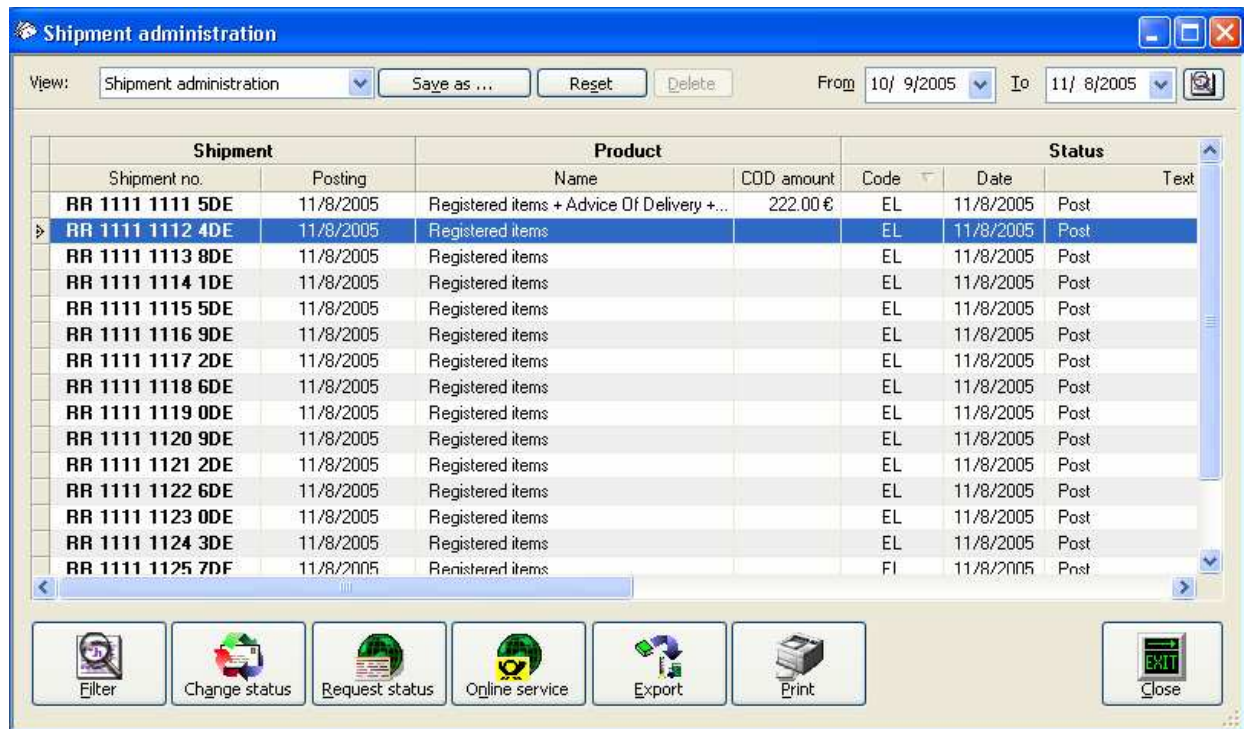 Shipment administration
View: Shipment administration Save as ... Reset Delete From 10/ 9/2005 To 11/ 8/2005
Shipment Product Status
Shipment no. Posting Name COD amount Code Date Text
RR 1111 1111 5DE 11/8/2005 Registered items + Advice Of Delivery +... 222.00 € EL 11/8/2005 Post
RR 1111 1112 4DE 11/8/2005 Registered items EL 11/8/2005 Post
RR 1111 1113 8DE 11/8/2005 Registered items EL 11/8/2005 Post
RR 1111 1114 1DE 11/8/2005 Registered items EL 11/8/2005 Post
RR 1111 1115 5DE 11/8/2005 Registered items EL 11/8/2005 Post
RR 1111 1116 9DE 11/8/2005 Registered items EL 11/8/2005 Post
RR 1111 1117 2DE 11/8/2005 Registered items EL 11/8/2005 Post
RR 1111 1118 6DE 11/8/2005 Registered items EL 11/8/2005 Post
RR 1111 1119 0DE 11/8/2005 Registered items EL 11/8/2005 Post
RR 1111 1120 9DE 11/8/2005 Registered items EL 11/8/2005 Post
RR 1111 1121 2DE 11/8/2005 Registered items EL 11/8/2005 Post
RR 1111 1122 6DE 11/8/2005 Registered items EL 11/8/2005 Post
RR 1111 1123 0DE 11/8/2005 Registered items EL 11/8/2005 Post
RR 1111 1124 3DE 11/8/2005 Registered items EL 11/8/2005 Post
RR 1111 1125 7DE 11/8/2005 Registered items EL 11/8/2005 Post
EXIT
Filter Change status Request status Online service Export Print Close